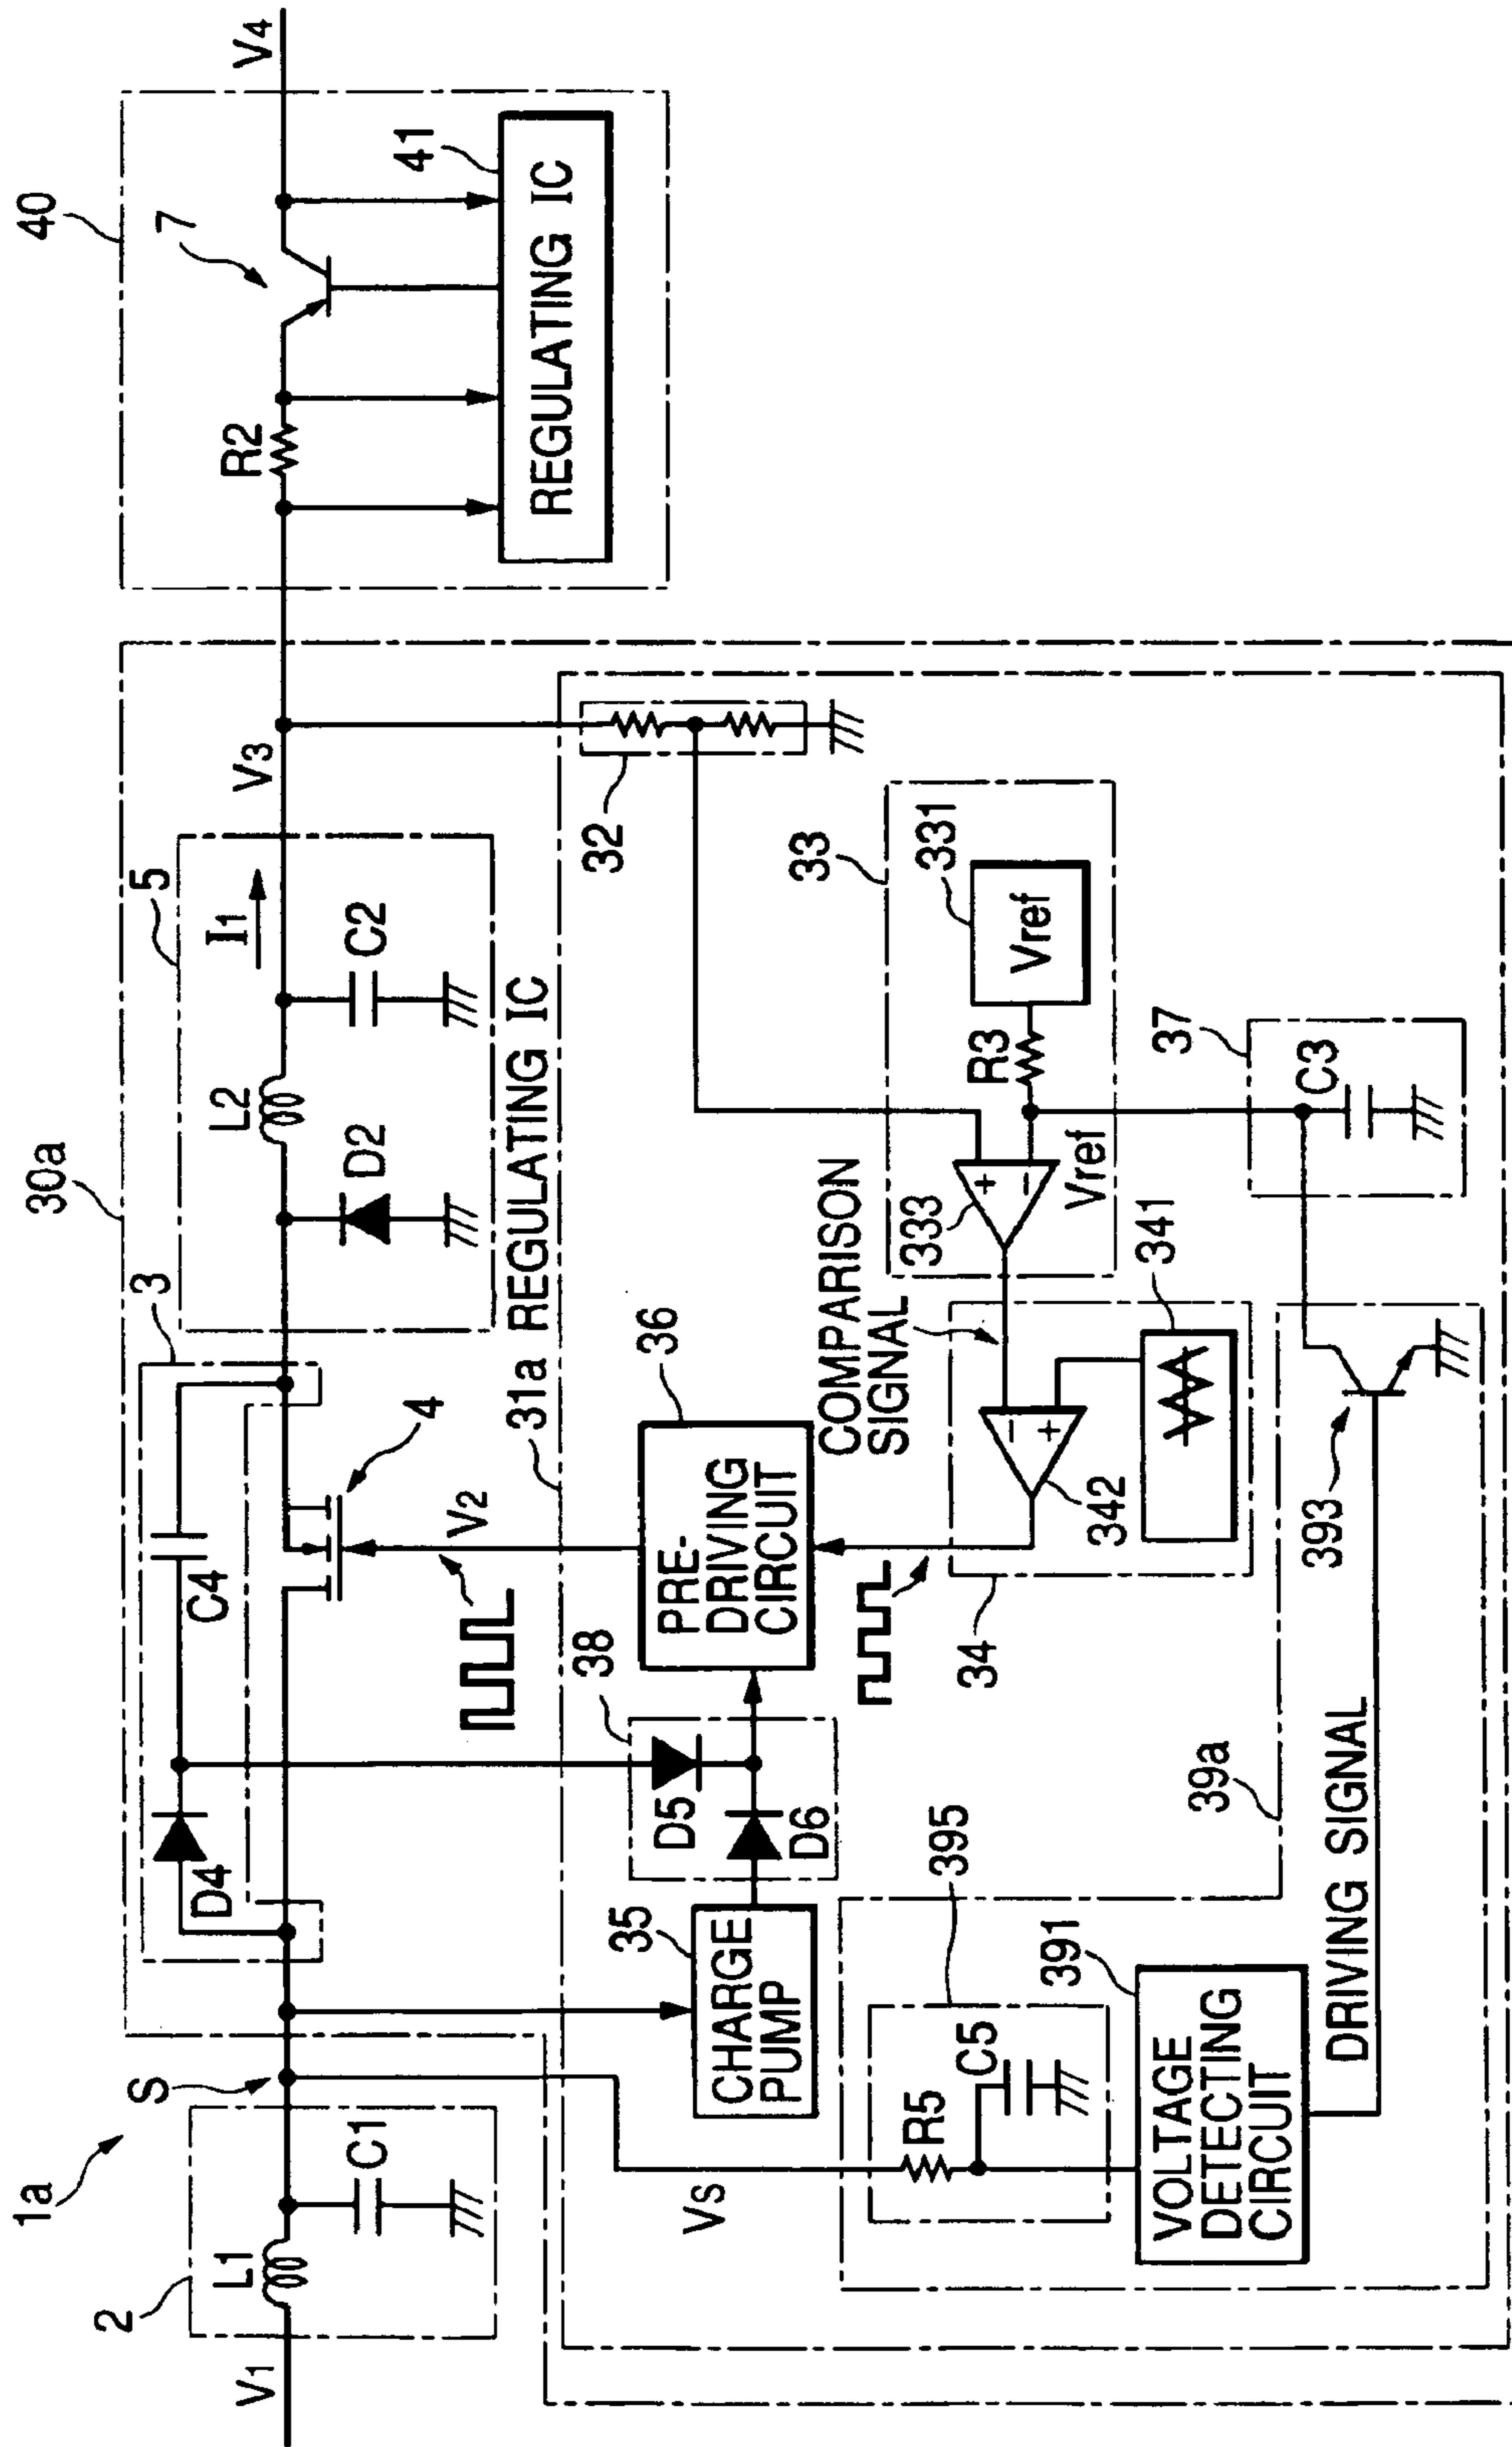 1a
S
30a
40
2
3
5
7
V1
L1
C1
D4
C4
4
D2
L2
I1
C2
V3
R2
V4
41
REGULATING IC
V2
31a REGULATING IC
38
D5
D6
35
CHARGE
PUMP
36
PRE-
DRIVING
CIRCUIT
32
VS
395
R5
C5
391
VOLTAGE
DETECTING
CIRCUIT
39a
DRIVING SIGNAL
393
34
342
341
COMPARISON
SIGNAL
333
+
−
−
+
Vref
33
331
Vref
R3
37
C3